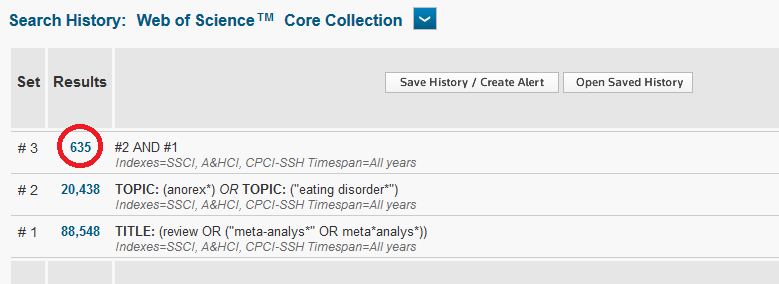 Search History: Web of Science™ Core Collection
Set Results
Save History / Create Alert Open Saved History
# 3 635 #2 AND #1
Indexes=SSCI, A&HCI, CPCI-SSH Timespan=All years
# 2 20,438 TOPIC: (anorex*) OR TOPIC: ("eating disorder*")
Indexes=SSCI, A&HCI, CPCI-SSH Timespan=All years
# 1 88,548 TITLE: (review OR ("meta-analys*" OR meta*analys*))
Indexes=SSCI, A&HCI, CPCI-SSH Timespan=All years